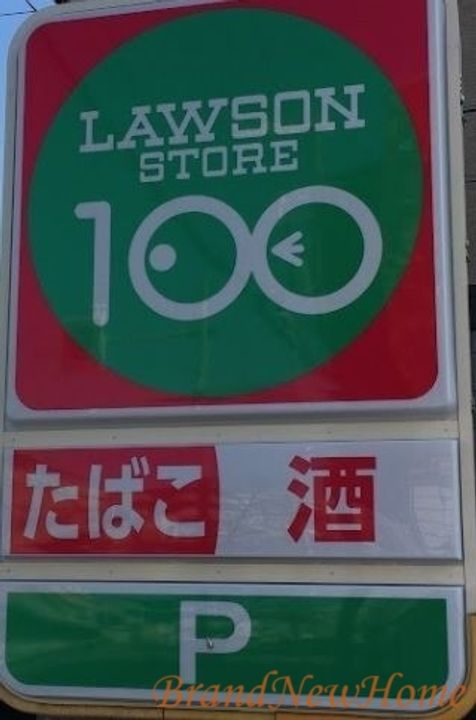 LAWSON
STORE
100
たばこ 酒
P
BrandNewHome